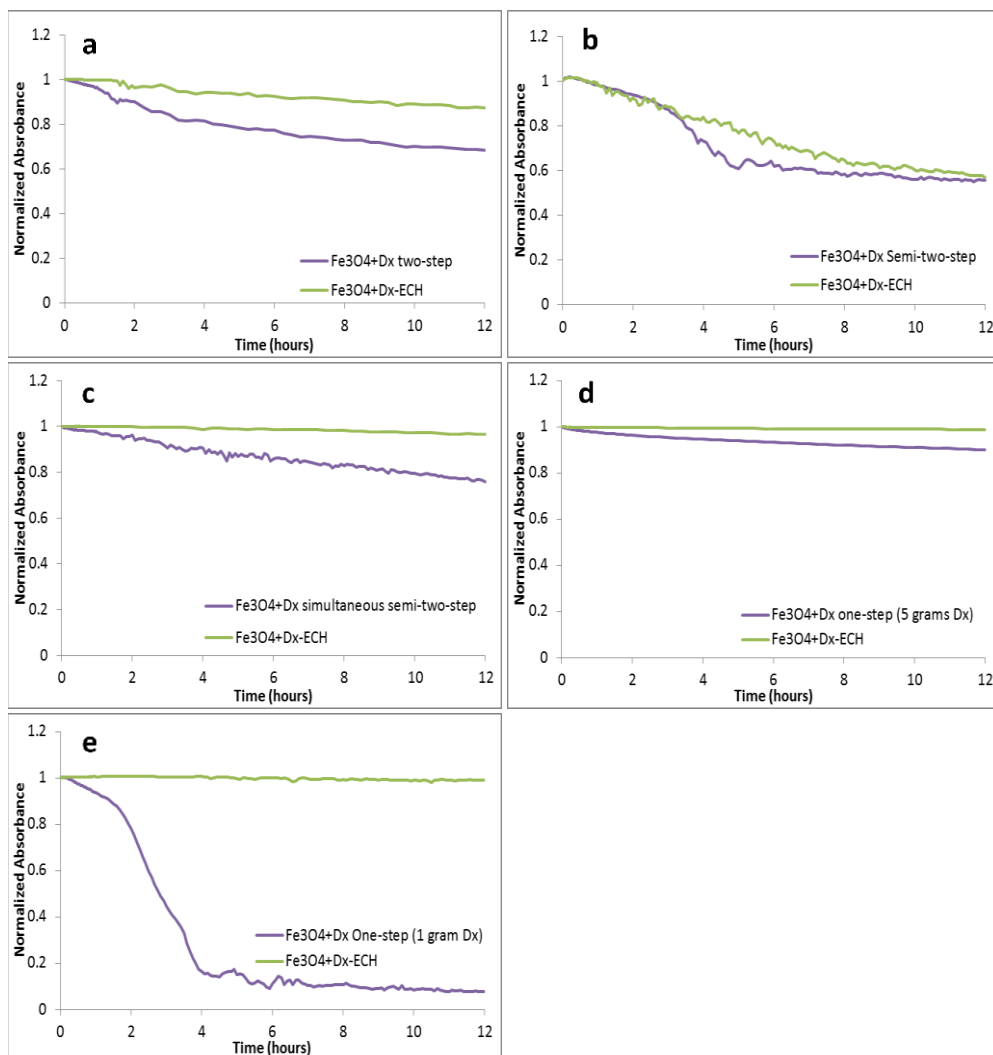 a
Normalized Absrobance
1.2
1
0.8
0.6
0.4
0.2
0
Fe3O4+Dx two-step
Fe3O4+Dx-ECH
0 2 4 6 8 10 12
Time (hours)
b
Normalized Absorbance
1.2
1
0.8
0.6
0.4
0.2
0
Fe3O4+Dx Semi-two-step
Fe3O4+Dx-ECH
0 2 4 6 8 10 12
Time (hours)
c
Normalized Absorbance
1.2
1
0.8
0.6
0.4
0.2
0
Fe3O4+Dx simultaneous semi-two-step
Fe3O4+Dx-ECH
0 2 4 6 8 10 12
Time (hours)
d
Normalized Absorbance
1.2
1
0.8
0.6
0.4
0.2
0
Fe3O4+Dx one-step (5 grams Dx)
Fe3O4+Dx-ECH
0 2 4 6 8 10 12
Time (hours)
e
Normalized Absorbance
1.2
1
0.8
0.6
0.4
0.2
0
Fe3O4+Dx One-step (1 gram Dx)
Fe3O4+Dx-ECH
0 2 4 6 8 10 12
Time (hours)